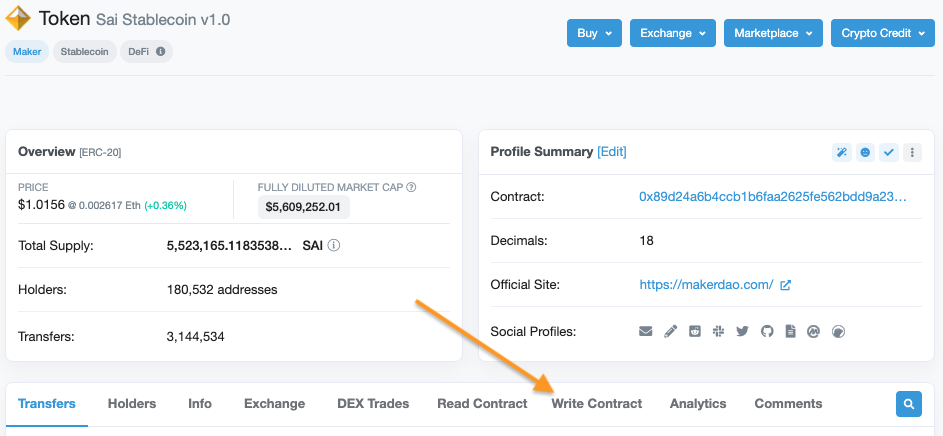 Token Sai Stablecoin v1.0
Maker Stablecoin DeFi
Buy Exchange Marketplace Crypto Credit
Overview [ERC-20]
PRICE
$1.0156 @ 0.002617 Eth (+0.36%)
FULLY DILUTED MARKET CAP
$5,609,252.01
Total Supply: 5,523,165.1183538... SAI
Holders: 180,532 addresses
Transfers: 3,144,534
Profile Summary [Edit]
Contract: 0x89d24a6b4ccb1b6faa2625fe562bdd9a23...
Decimals: 18
Official Site: https://makerdao.com/
Social Profiles:
Transfers Holders Info Exchange DEX Trades Read Contract Write Contract Analytics Comments